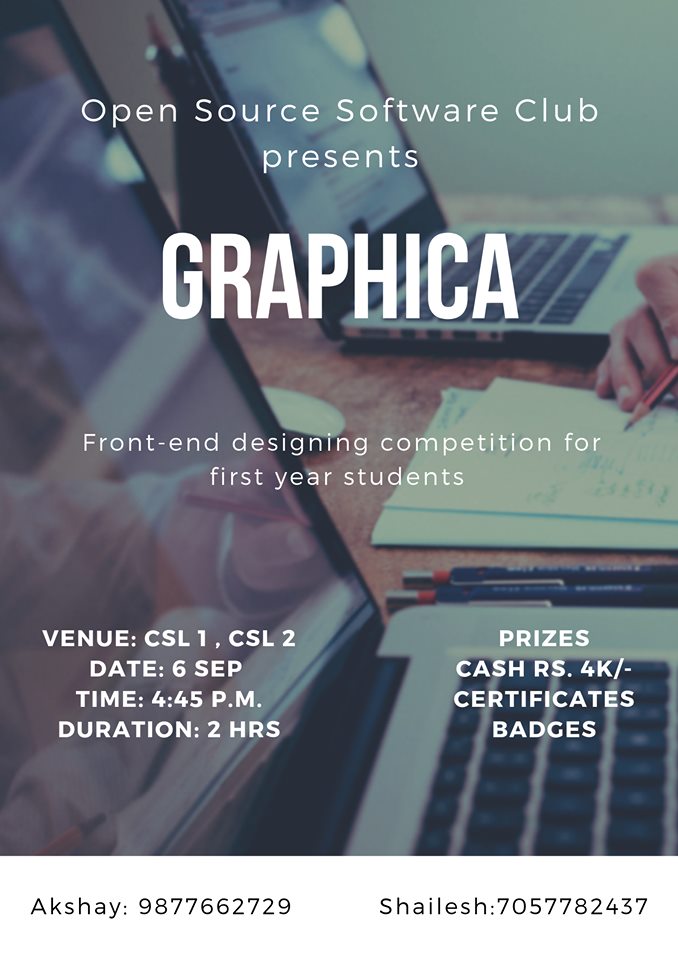 Open Source Software Club
presents
GRAPHICA
Front-end designing competition for
first year students
VENUE: CSL 1 , CSL 2
DATE: 6 SEP
TIME: 4:45 P.M.
DURATION: 2 HRS
PRIZES
CASH RS. 4K/-
CERTIFICATES
BADGES
Akshay: 9877662729
Shailesh:7057782437